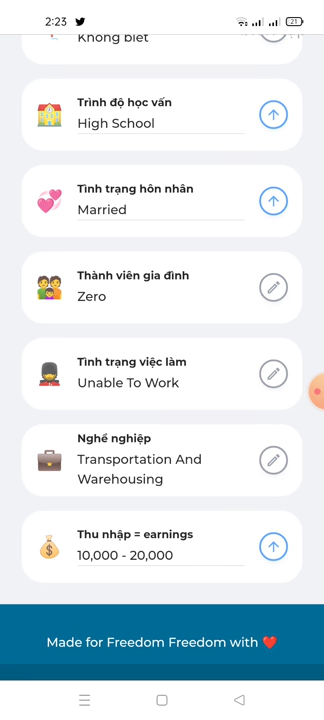 2:23
21
Không biết
Trình độ học vấn
High School
Tình trạng hôn nhân
Married
Thành viên gia đình
Zero
Tình trạng việc làm
Unable To Work
Nghề nghiệp
Transportation And
Warehousing
Thu nhập = earnings
10,000 - 20,000
Made for Freedom Freedom with ❤️